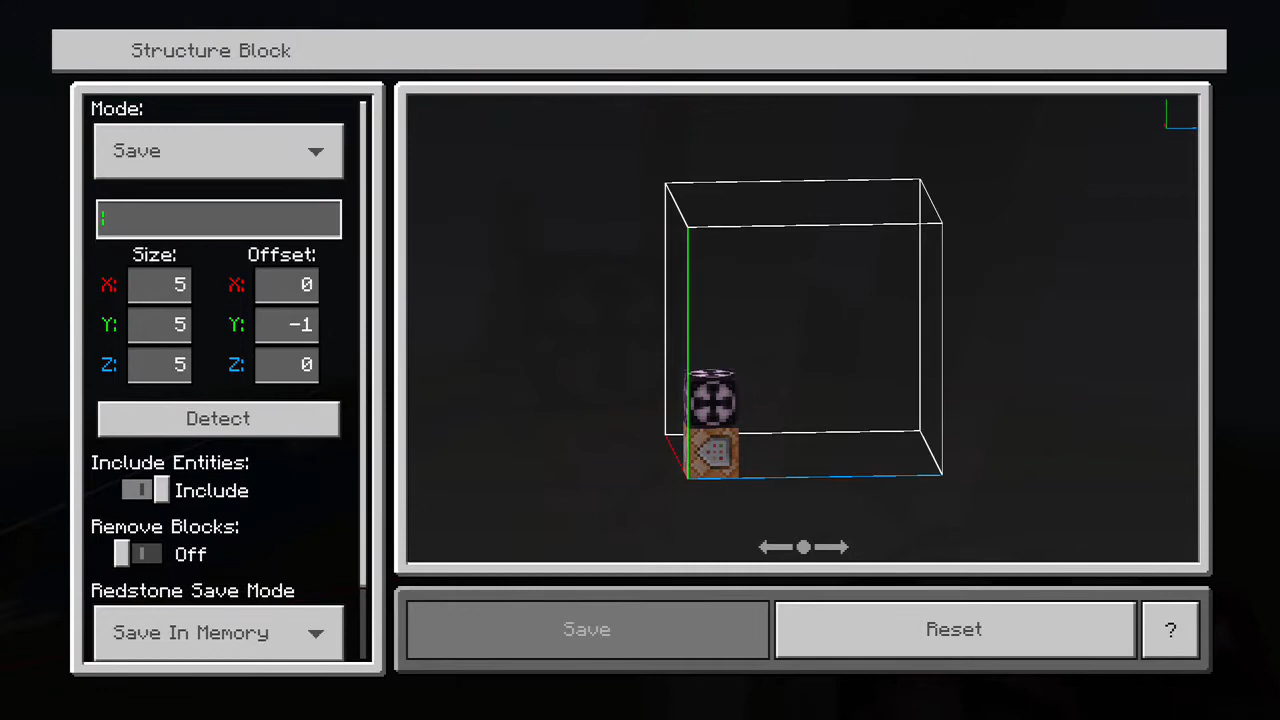 Structure Block
Mode:
Save
Size: Offset:
X: 5 X: 0
Y: 5 Y: -1
Z: 5 Z: 0
Detect
Include Entities:
Include
Remove Blocks:
Off
Redstone Save Mode
Save In Memory
Save Reset ?